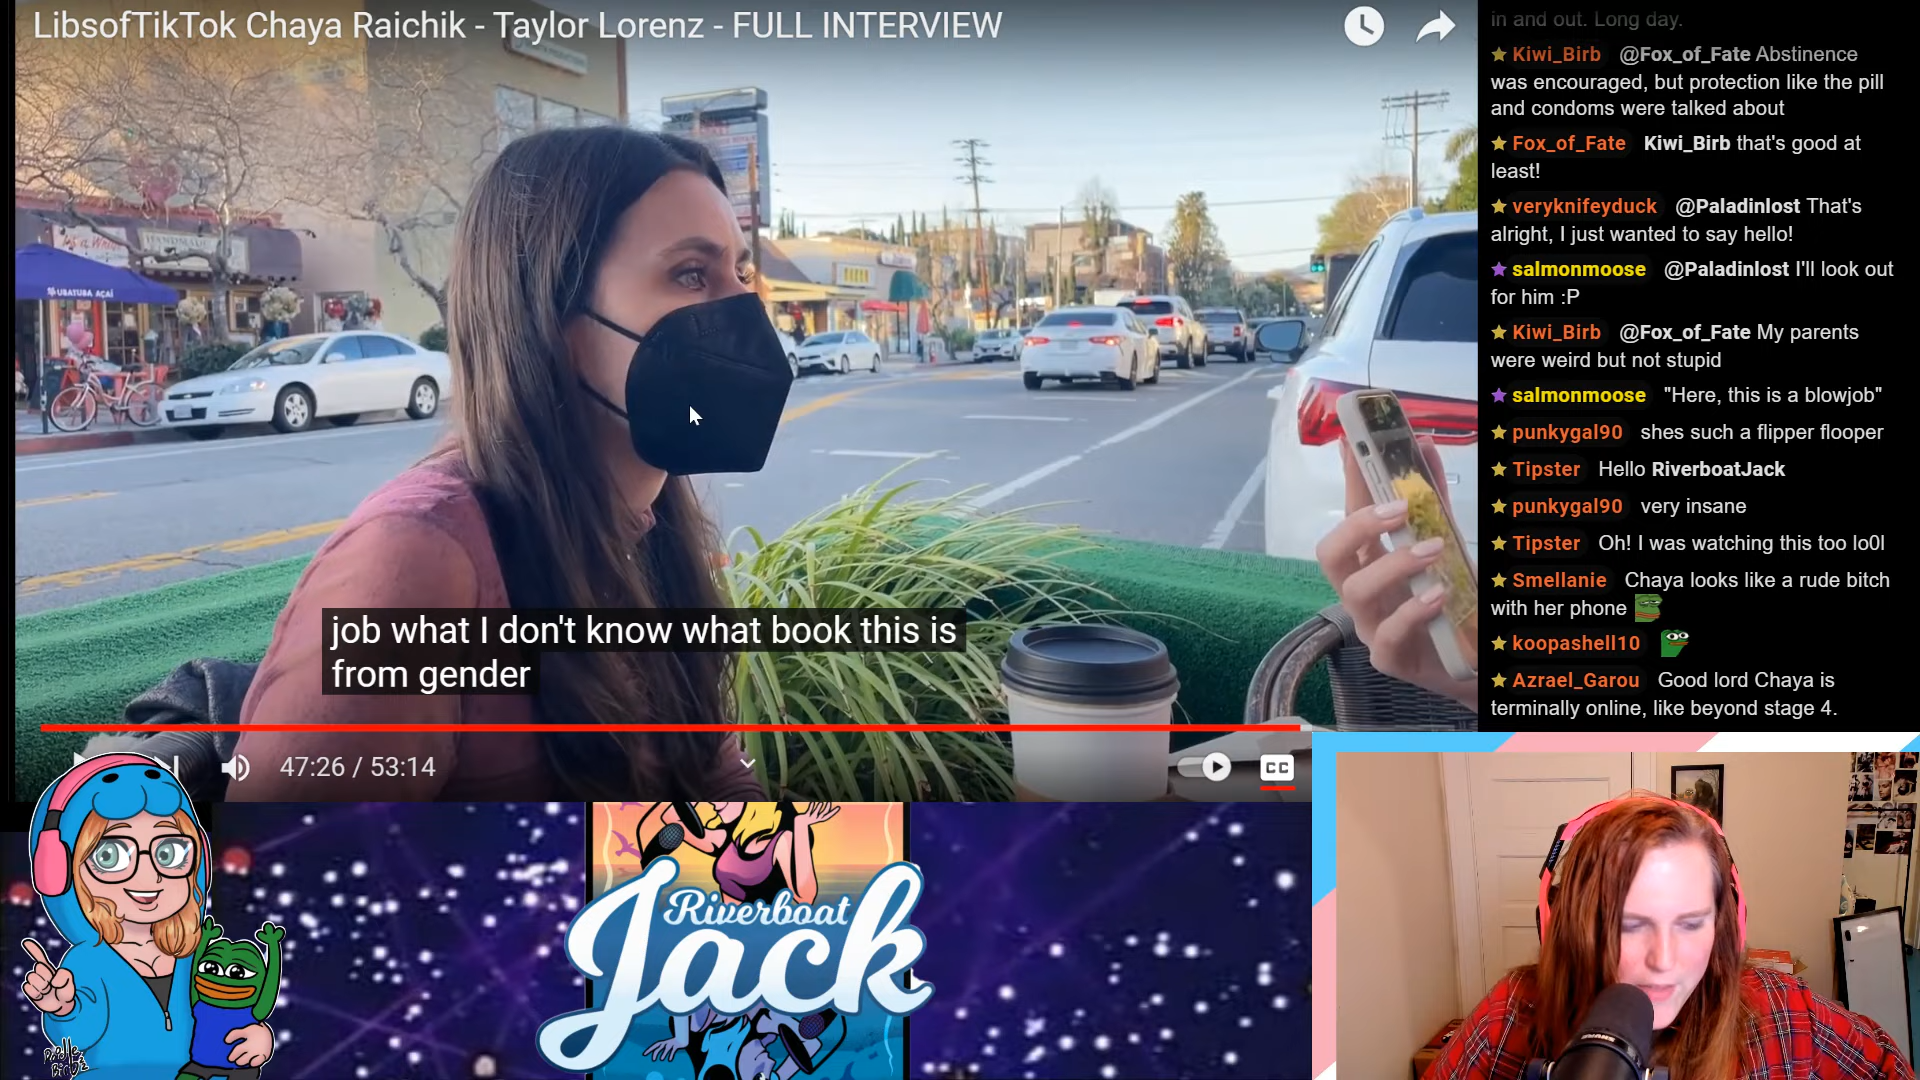 LibsofTikTok Chaya Raichik - Taylor Lorenz - FULL INTERVIEW
HANDMADE
UBATUBA AÇAÍ
job what I don't know what book this is
from gender
47:26 / 53:14
CC
Riverboat
Jack
in and out. Long day.
Kiwi_Birb @Fox_of_Fate Abstinence
was encouraged, but protection like the pill
and condoms were talked about
Fox_of_Fate Kiwi_Birb that's good at
least!
veryknifeyduck @Paladinlost That's
alright, I just wanted to say hello!
salmonmoose @Paladinlost I'll look out
for him :P
Kiwi_Birb @Fox_of_Fate My parents
were weird but not stupid
salmonmoose "Here, this is a blowjob"
punkygal90 shes such a flipper flooper
Tipster Hello RiverboatJack
punkygal90 very insane
Tipster Oh! I was watching this too lo0l
Smellanie Chaya looks like a rude bitch
with her phone
koopashell10
Azrael_Garou Good lord Chaya is
terminally online, like beyond stage 4.